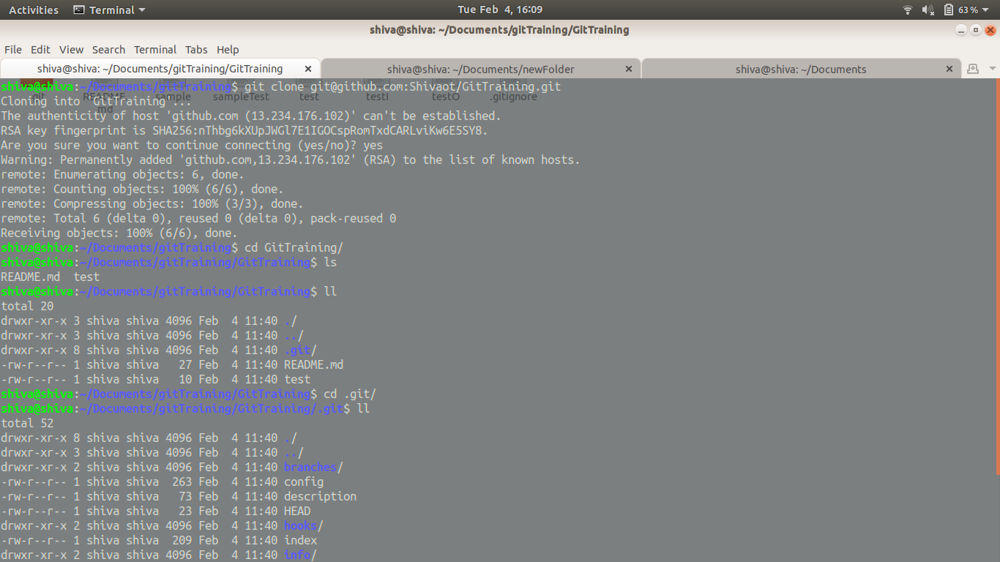 Activities Terminal Tue Feb 4, 16:09 63%
shiva@shiva: ~/Documents/gitTraining/GitTraining
File Edit View Search Terminal Tabs Help
shiva@shiva: ~/Documents/gitTraining/GitTraining shiva@shiva: ~/Documents/newFolder shiva@shiva: ~/Documents
shiva@shiva:~/Documents/gitTraining$ git clone git@github.com:Shivaot/GitTraining.git
git README.md sample sampleTest test testI testO .gitignore
Cloning into 'GitTraining'...
The authenticity of host 'github.com (13.234.176.102)' can't be established.
RSA key fingerprint is SHA256:nThbg6kXUpJWGl7E1IGOCspRomTxdCARLviKw6E5SY8.
Are you sure you want to continue connecting (yes/no)? yes
Warning: Permanently added 'github.com,13.234.176.102' (RSA) to the list of known hosts.
remote: Enumerating objects: 6, done.
remote: Counting objects: 100% (6/6), done.
remote: Compressing objects: 100% (3/3), done.
remote: Total 6 (delta 0), reused 0 (delta 0), pack-reused 0
Receiving objects: 100% (6/6), done.
shiva@shiva:~/Documents/gitTraining$ cd GitTraining/
shiva@shiva:~/Documents/gitTraining/GitTraining$ ls
README.md  test
shiva@shiva:~/Documents/gitTraining/GitTraining$ ll
total 20
drwxr-xr-x 3 shiva shiva 4096 Feb  4 11:40 ./
drwxr-xr-x 3 shiva shiva 4096 Feb  4 11:40 ../
drwxr-xr-x 8 shiva shiva 4096 Feb  4 11:40 .git/
-rw-r--r-- 1 shiva shiva   27 Feb  4 11:40 README.md
-rw-r--r-- 1 shiva shiva   10 Feb  4 11:40 test
shiva@shiva:~/Documents/gitTraining/GitTraining$ cd .git/
shiva@shiva:~/Documents/gitTraining/GitTraining/.git$ ll
total 52
drwxr-xr-x 8 shiva shiva 4096 Feb  4 11:40 ./
drwxr-xr-x 3 shiva shiva 4096 Feb  4 11:40 ../
drwxr-xr-x 2 shiva shiva 4096 Feb  4 11:40 branches/
-rw-r--r-- 1 shiva shiva  263 Feb  4 11:40 config
-rw-r--r-- 1 shiva shiva   73 Feb  4 11:40 description
-rw-r--r-- 1 shiva shiva   23 Feb  4 11:40 HEAD
drwxr-xr-x 2 shiva shiva 4096 Feb  4 11:40 hooks/
-rw-r--r-- 1 shiva shiva  209 Feb  4 11:40 index
drwxr-xr-x 2 shiva shiva 4096 Feb  4 11:40 info/